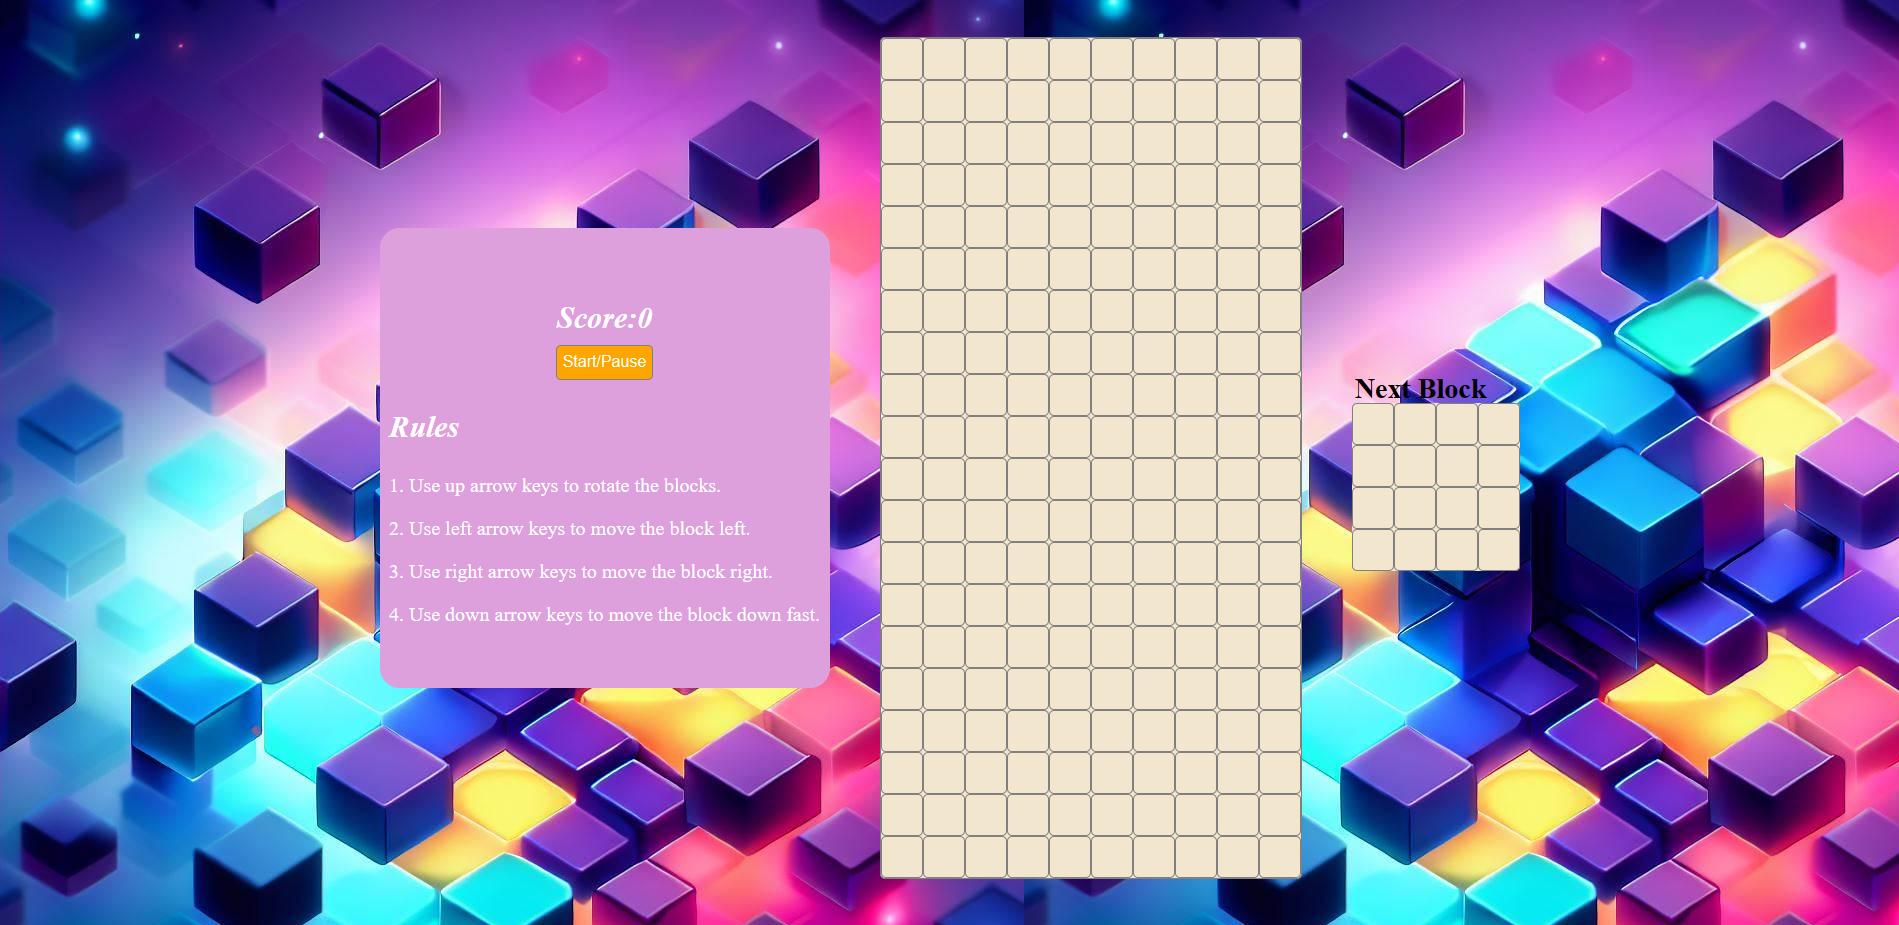 Score:0
Start/Pause
Rules
1. Use up arrow keys to rotate the blocks.
2. Use left arrow keys to move the block left.
3. Use right arrow keys to move the block right.
4. Use down arrow keys to move the block down fast.
Next Block